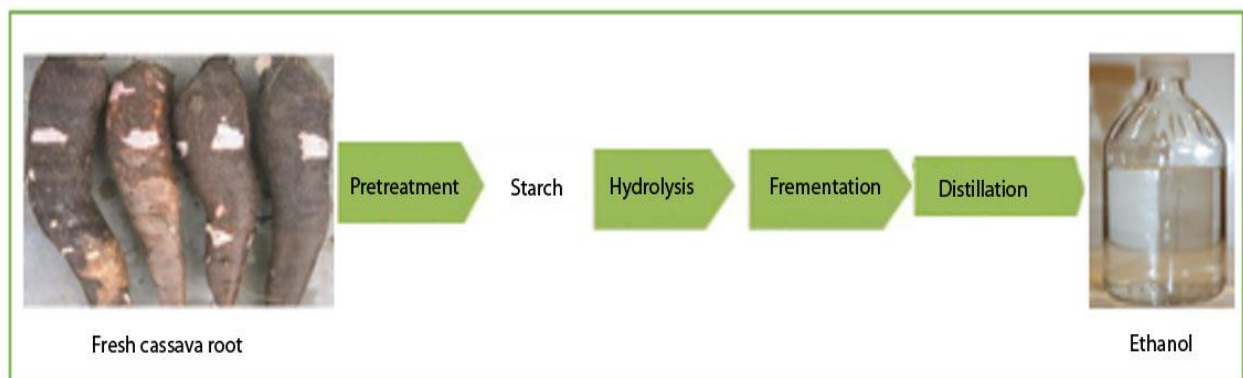 Pretreatment
Starch
Hydrolysis
Frementation
Distillation
Fresh cassava root
Ethanol